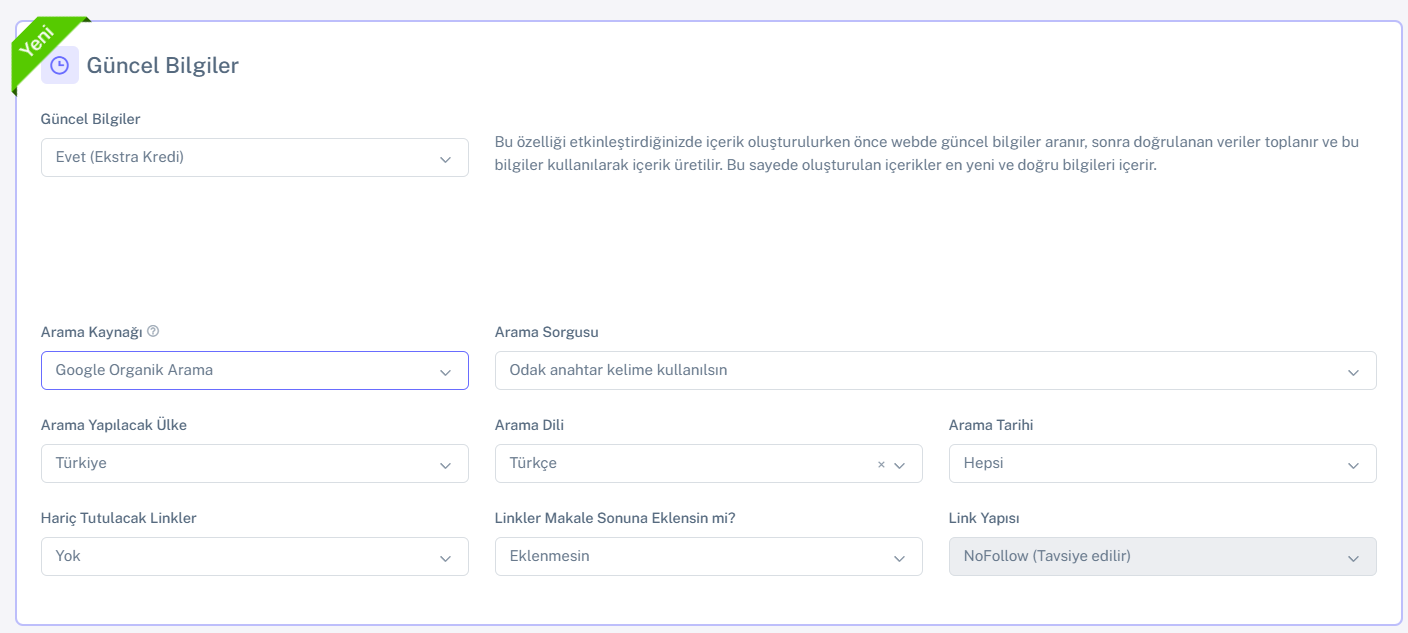 Yeni
Güncel Bilgiler
Güncel Bilgiler
Evet (Ekstra Kredi)
Bu özelliği etkinleştirdiğinizde içerik oluşturulurken önce webde güncel bilgiler aranır, sonra doğrulanan veriler toplanır ve bu
bilgiler kullanılarak içerik üretilir. Bu sayede oluşturulan içerikler en yeni ve doğru bilgileri içerir.
Arama Kaynağı
Arama Sorgusu
Google Organik Arama
Odak anahtar kelime kullanılsın
Arama Yapılacak Ülke
Arama Dili
Arama Tarihi
Türkiye
Türkçe
Hepsi
Hariç Tutulacak Linkler
Linkler Makale Sonuna Eklensin mi?
Link Yapısı
Yok
Eklenmesin
NoFollow (Tavsiye edilir)